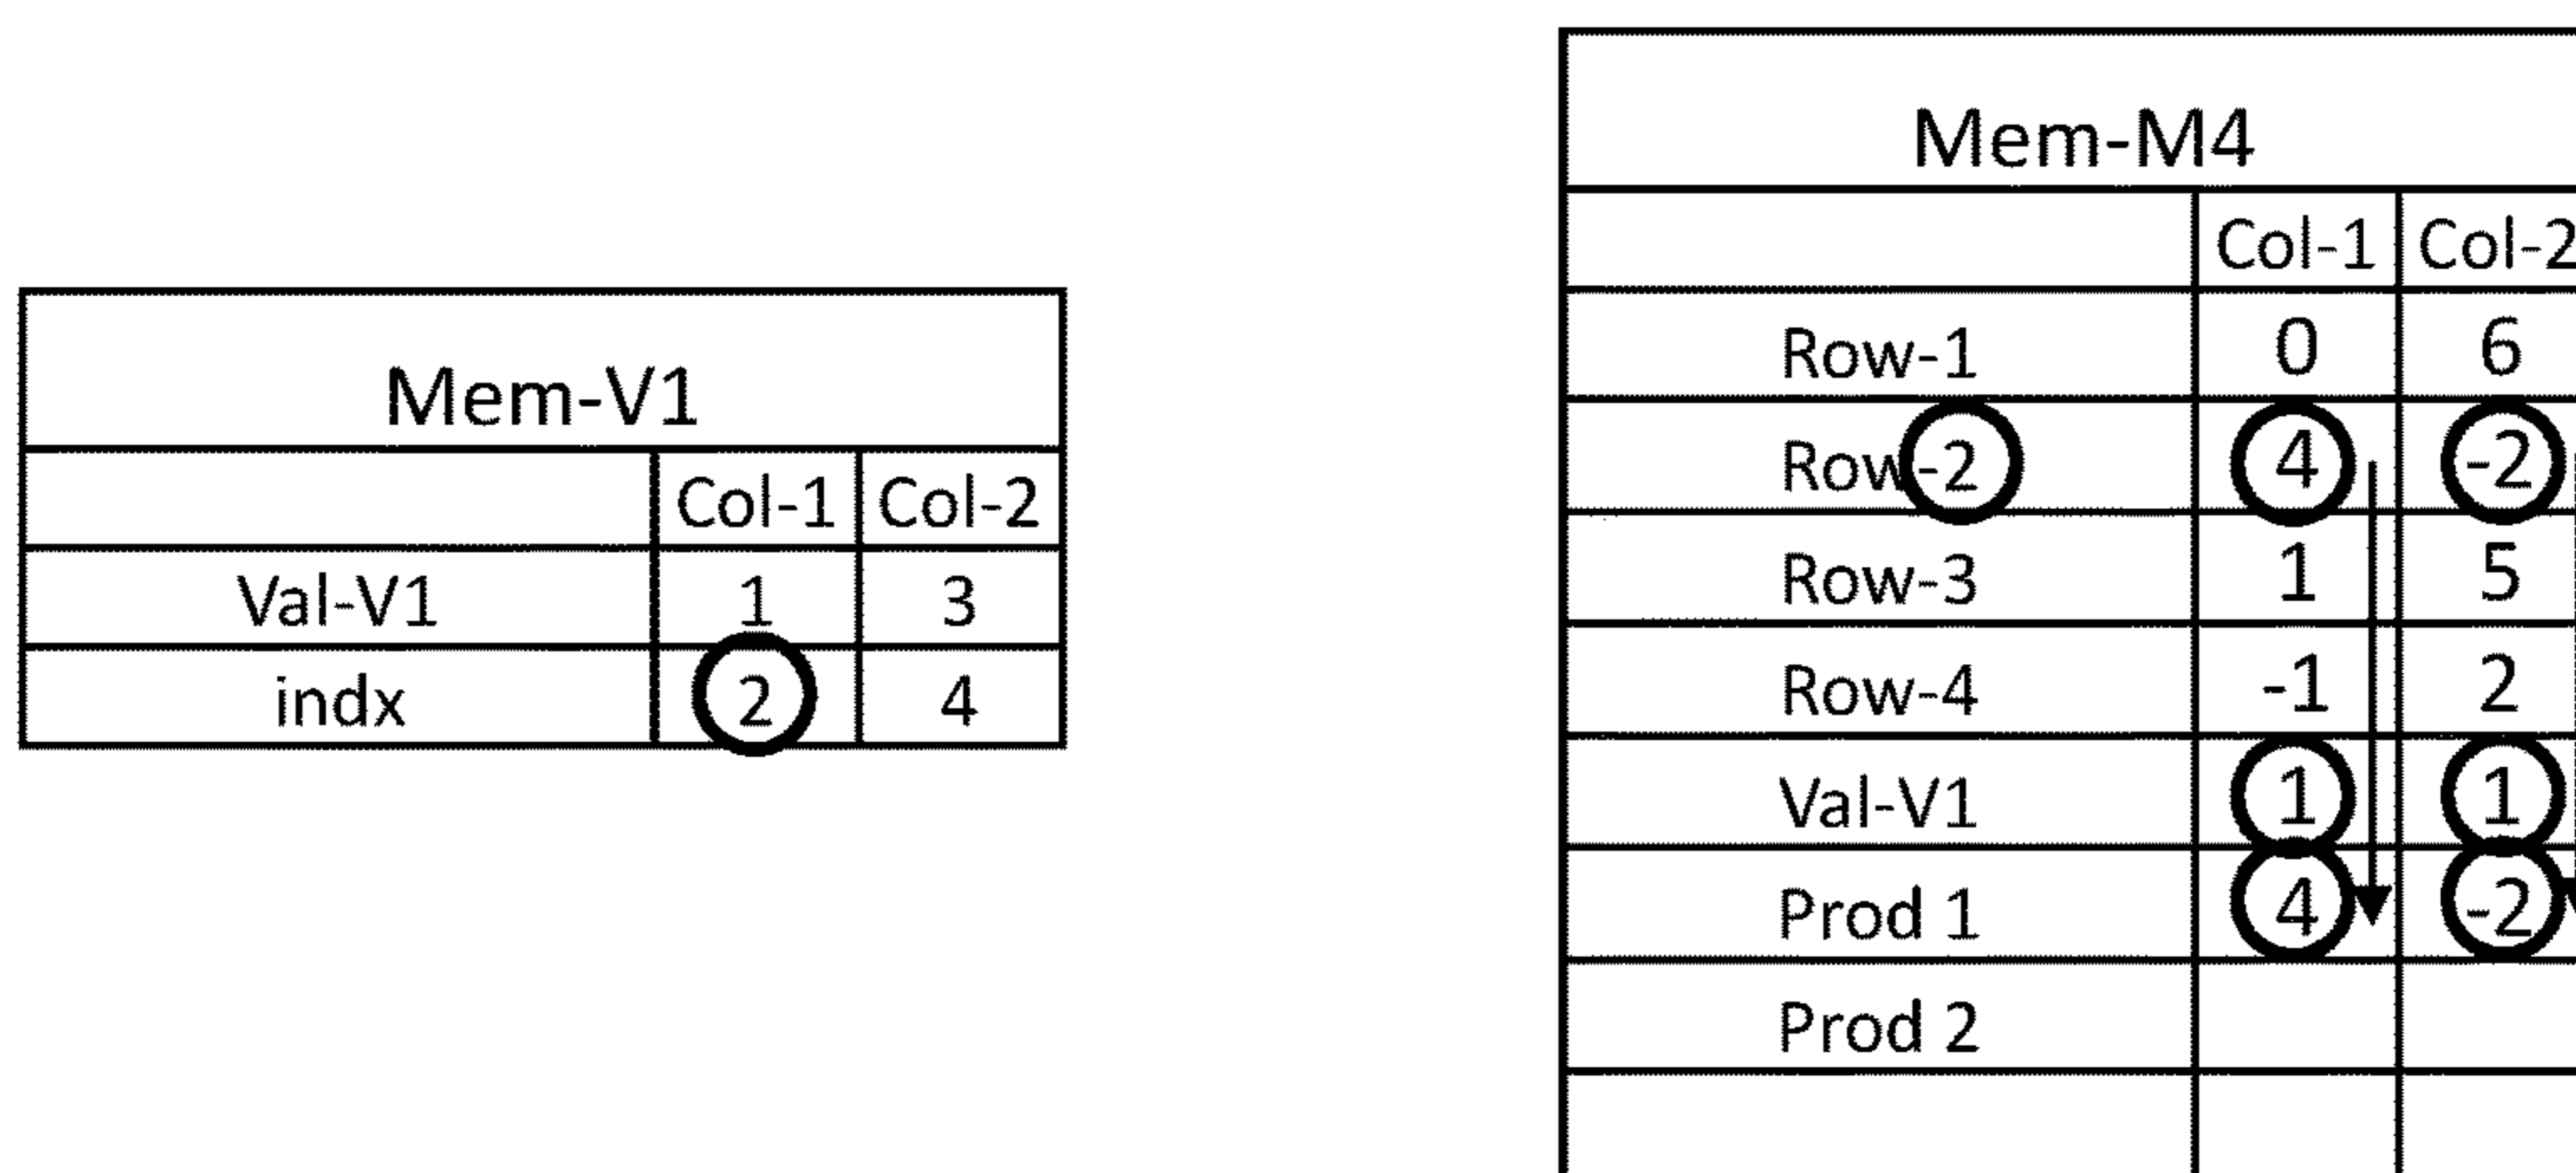 Mem-V1
Col-1 Col-2
Val-V1 1 3
indx 2 4
Mem-M4
Col-1 Col-2
Row-1 0 6
Row-2 4 -2
Row-3 1 5
Row-4 -1 2
Val-V1 1 1
Prod 1 4 -2
Prod 2